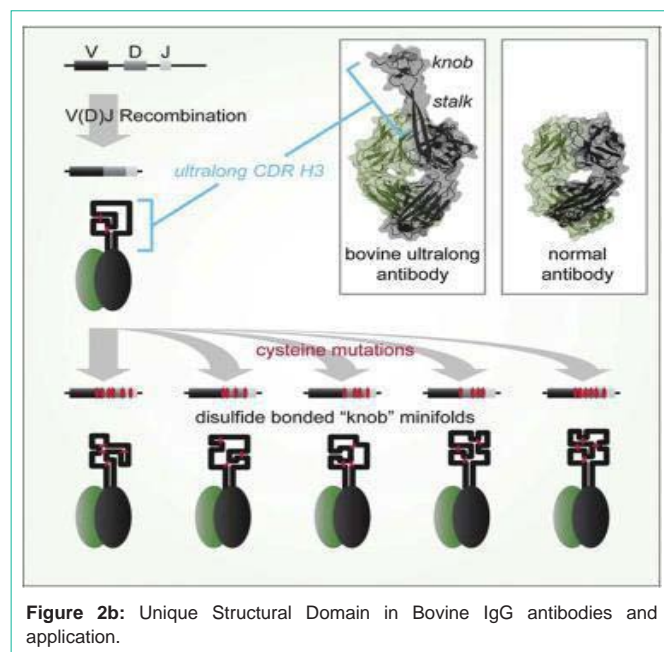 V D J
V(D)J Recombination
ultralong CDR H3
knob
stalk
bovine ultralong
antibody
normal
antibody
cysteine mutations
disulfide bonded "knob" minifolds
Figure 2b: Unique Structural Domain in Bovine IgG antibodies and
application.